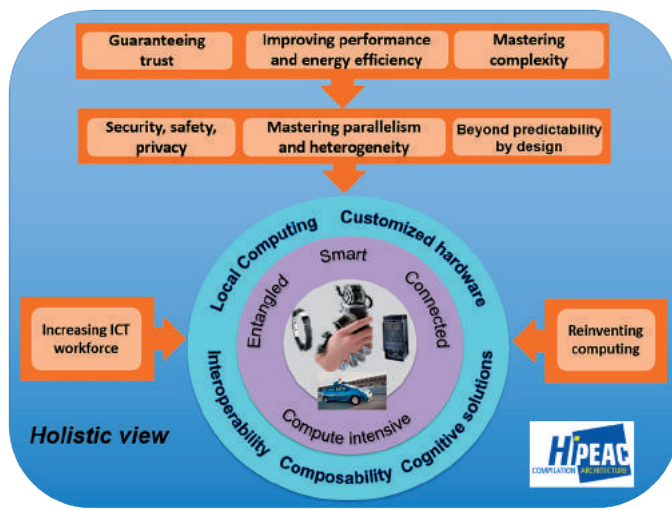 Guaranteeing
trust
Improving performance
and energy efficiency
Mastering
complexity
Security, safety,
privacy
Mastering parallelism
and heterogeneity
Beyond predictability
by design
Local Computing
Customized hardware
Smart
Entangled
Connected
Increasing ICT
workforce
Reinventing
computing
Compute intensive
Interoperability
Composability
Cognitive solutions
Holistic view
HiPEAC
COMPILATION
ARCHITECTURE